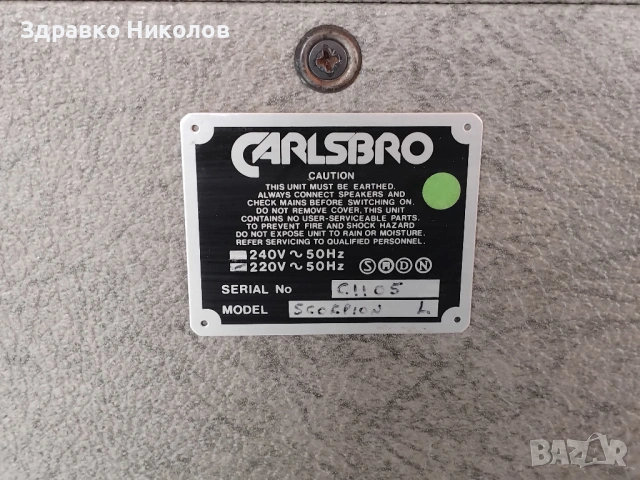 Здравко Николов
CARLSBRO
CAUTION
THIS UNIT MUST BE EARTHED.
ALWAYS CONNECT SPEAKERS AND
CHECK MAINS BEFORE SWITCHING ON.
DO NOT REMOVE COVER, THIS UNIT
CONTAINS NO USER-SERVICEABLE PARTS.
TO PREVENT FIRE AND SHOCK HAZARD
DO NOT EXPOSE UNIT TO RAIN OR MOISTURE.
REFER SERVICING TO QUALIFIED PERSONNEL.
240V ~ 50Hz
220V ~ 50Hz S D N
SERIAL No C1105
MODEL SCORPION L
BAZAR